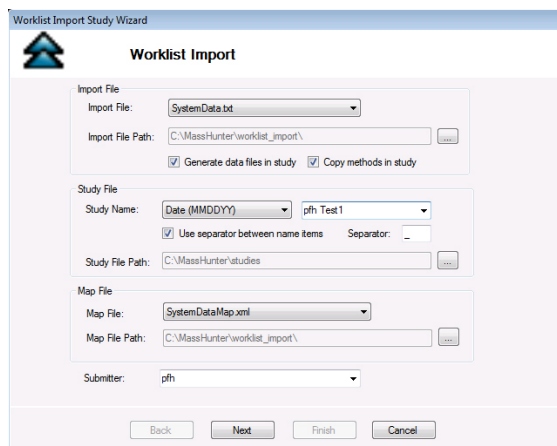 Worklist Import Study Wizard
Worklist Import
Import File
Import File: SystemData.txt
Import File Path: C:\MassHunter\worklist_import\ ...
Generate data files in study Copy methods in study
Study File
Study Name: Date (MMDDYY) pfh Test1
Use separator between name items Separator: _
Study File Path: C:\MassHunter\studies ...
Map File
Map File: SystemDataMap.xml
Map File Path: C:\MassHunter\worklist_import\ ...
Submitter: pfh
Back Next Finish Cancel